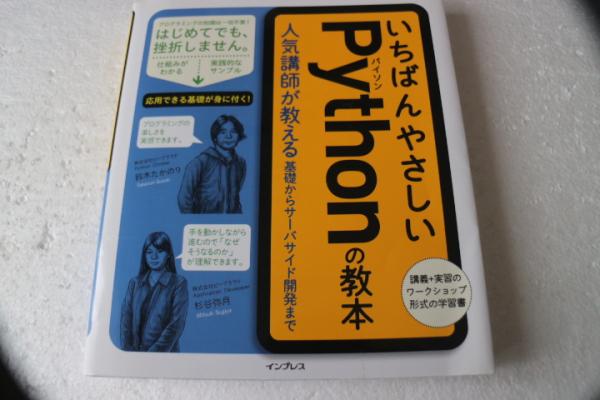 プログラミングの知識は一切不要!
はじめてでも、
挫折しません。
仕組みが
わかる
実践的な
サンプル
応用できる基礎が身に付く!
プログラミングの
楽しさを
実感できます。
鈴木たかのり
手を動かしながら
進むので「なぜ
そうなるのか」
が理解できます。
杉谷弥月
いちばんやさしい
Python
パイソン
の教本
人気講師が教える
基礎からサーバサイド開発まで
講義+実習の
ワークショップ
形式の学習書
インプレス